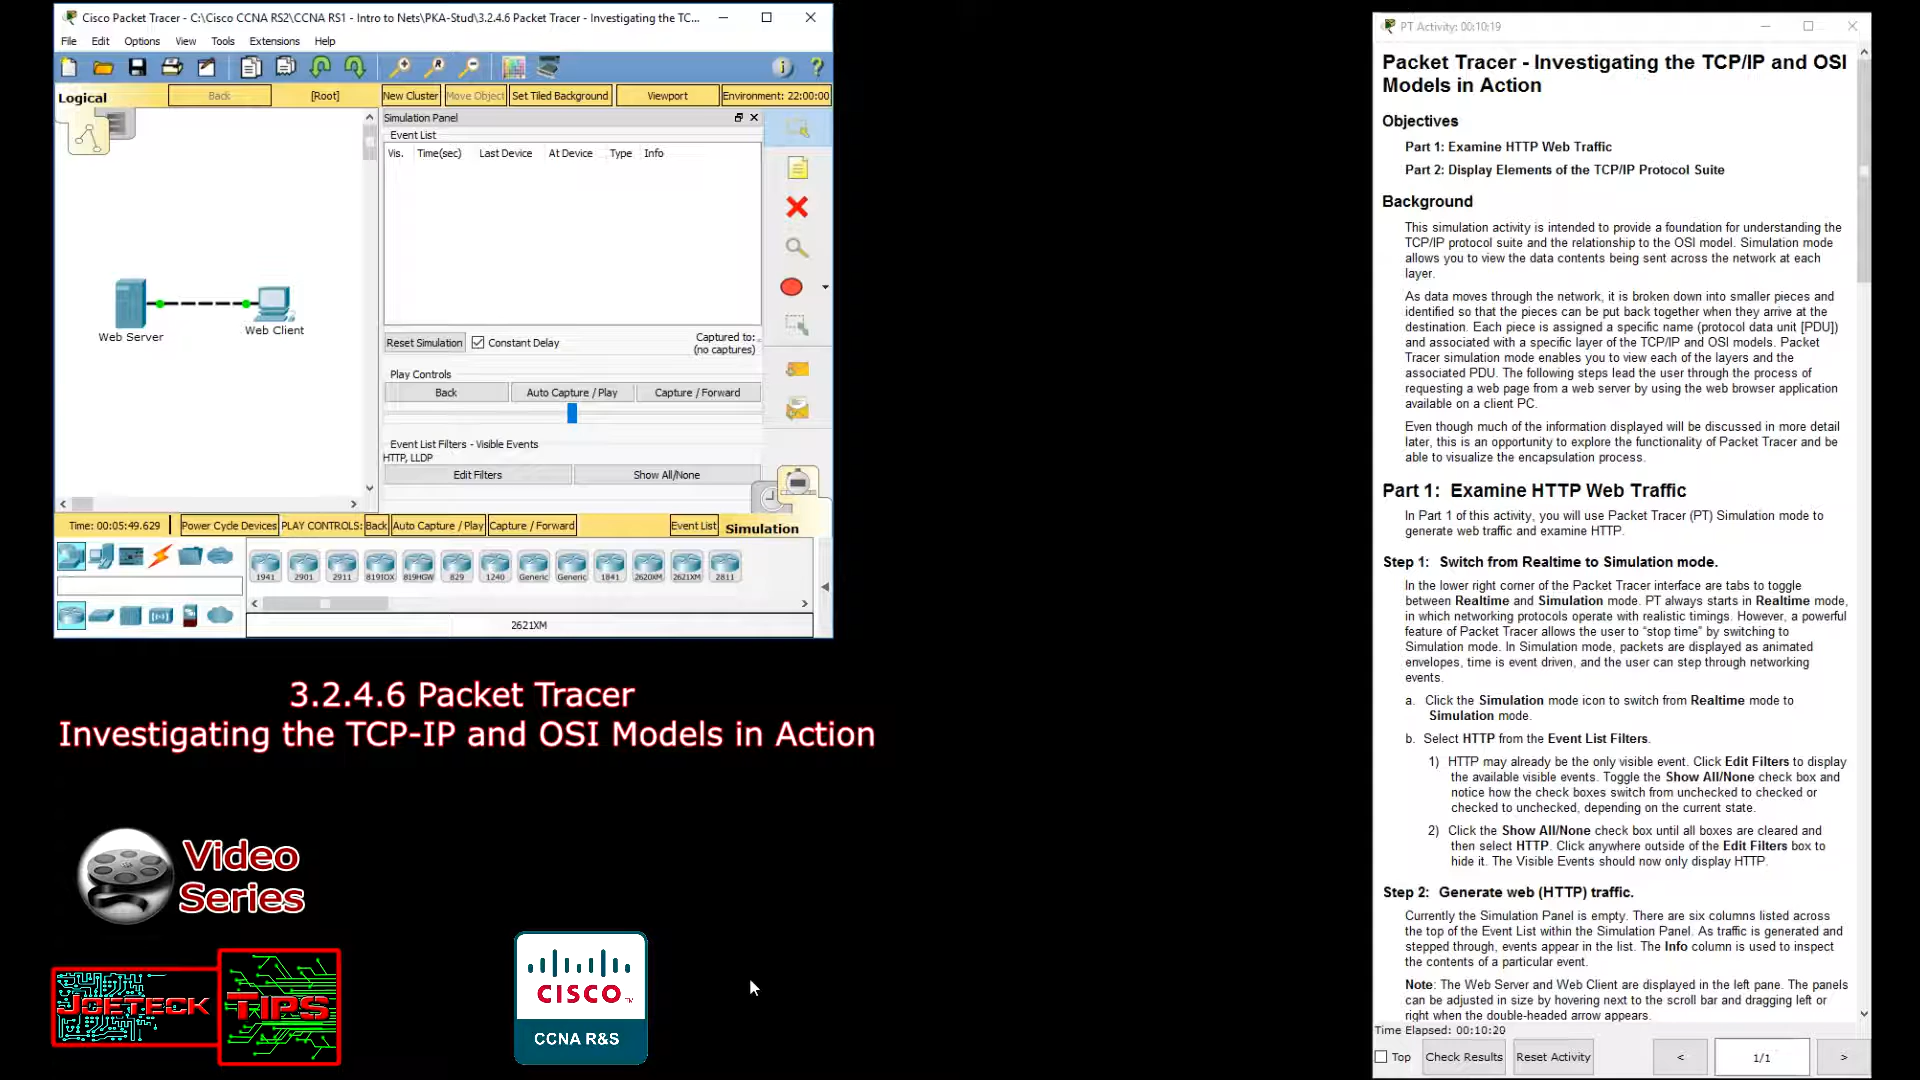 Cisco Packet Tracer - C:\Cisco CCNA RS2\CCNA RS1 - Intro to Nets\PKA-Stud\3.2.4.6 Packet Tracer - Investigating the TC...
File Edit Options View Tools Extensions Help
Logical Back [Root] New Cluster Move Object Set Tiled Background Viewport Environment: 22:00:00
Simulation Panel
Event List
Vis. Time(sec) Last Device At Device Type Info
Web Server
Web Client
Reset Simulation Constant Delay Captured to:
(no captures)
Play Controls
Back Auto Capture / Play Capture / Forward
Event List Filters - Visible Events
HTTP, LLDP
Edit Filters Show All/None
Time: 00:05:49.629 Power Cycle Devices PLAY CONTROLS: Back Auto Capture / Play Capture / Forward Event List Simulation
1941 2901 2911 819IOX 819HGW 829 1240 Generic Generic 1841 2620XM 2621XM 2811
2621XM
3.2.4.6 Packet Tracer
Investigating the TCP-IP and OSI Models in Action
Video
Series
JOETECK TIPS
CISCO
CCNA R&S
PT Activity: 00:10:19
Packet Tracer - Investigating the TCP/IP and OSI
Models in Action
Objectives
Part 1: Examine HTTP Web Traffic
Part 2: Display Elements of the TCP/IP Protocol Suite
Background
This simulation activity is intended to provide a foundation for understanding the
TCP/IP protocol suite and the relationship to the OSI model. Simulation mode
allows you to view the data contents being sent across the network at each
layer.
As data moves through the network, it is broken down into smaller pieces and
identified so that the pieces can be put back together when they arrive at the
destination. Each piece is assigned a specific name (protocol data unit [PDU])
and associated with a specific layer of the TCP/IP and OSI models. Packet
Tracer simulation mode enables you to view each of the layers and the
associated PDU. The following steps lead the user through the process of
requesting a web page from a web server by using the web browser application
available on a client PC.
Even though much of the information displayed will be discussed in more detail
later, this is an opportunity to explore the functionality of Packet Tracer and be
able to visualize the encapsulation process.
Part 1: Examine HTTP Web Traffic
In Part 1 of this activity, you will use Packet Tracer (PT) Simulation mode to
generate web traffic and examine HTTP.
Step 1: Switch from Realtime to Simulation mode.
In the lower right corner of the Packet Tracer interface are tabs to toggle
between Realtime and Simulation mode. PT always starts in Realtime mode,
in which networking protocols operate with realistic timings. However, a powerful
feature of Packet Tracer allows the user to “stop time” by switching to
Simulation mode. In Simulation mode, packets are displayed as animated
envelopes, time is event driven, and the user can step through networking
events.
a. Click the Simulation mode icon to switch from Realtime mode to
Simulation mode.
b. Select HTTP from the Event List Filters.
1) HTTP may already be the only visible event. Click Edit Filters to display
the available visible events. Toggle the Show All/None check box and
notice how the check boxes switch from unchecked to checked or
checked to unchecked, depending on the current state.
2) Click the Show All/None check box until all boxes are cleared and
then select HTTP. Click anywhere outside of the Edit Filters box to
hide it. The Visible Events should now only display HTTP.
Step 2: Generate web (HTTP) traffic.
Currently the Simulation Panel is empty. There are six columns listed across
the top of the Event List within the Simulation Panel. As traffic is generated and
stepped through, events appear in the list. The Info column is used to inspect
the contents of a particular event.
Note: The Web Server and Web Client are displayed in the left pane. The panels
can be adjusted in size by hovering next to the scroll bar and dragging left or
right when the double-headed arrow appears.
Time Elapsed: 00:10:20
Top Check Results Reset Activity < 1/1 >